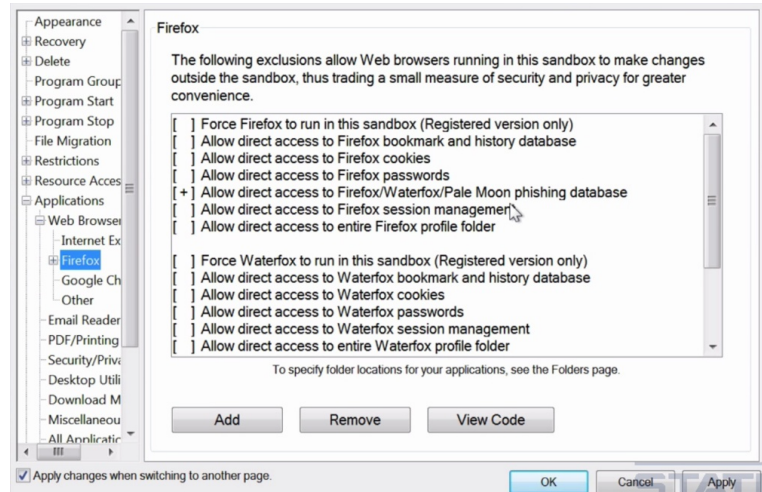 Appearance
Recovery
Delete
Program Group
Program Start
Program Stop
File Migration
Restrictions
Resource Acces
Applications
Web Browser
Internet Ex
Firefox
Google Ch
Other
Email Reader
PDF/Printing
Security/Priva
Desktop Utili
Download M
Miscellaneou
All Applicatic
Firefox
The following exclusions allow Web browsers running in this sandbox to make changes
outside the sandbox, thus trading a small measure of security and privacy for greater
convenience.
[ ] Force Firefox to run in this sandbox (Registered version only)
[ ] Allow direct access to Firefox bookmark and history database
[ ] Allow direct access to Firefox cookies
[ ] Allow direct access to Firefox passwords
[+] Allow direct access to Firefox/Waterfox/Pale Moon phishing database
[ ] Allow direct access to Firefox session management
[ ] Allow direct access to entire Firefox profile folder
[ ] Force Waterfox to run in this sandbox (Registered version only)
[ ] Allow direct access to Waterfox bookmark and history database
[ ] Allow direct access to Waterfox cookies
[ ] Allow direct access to Waterfox passwords
[ ] Allow direct access to Waterfox session management
[ ] Allow direct access to entire Waterfox profile folder
To specify folder locations for your applications, see the Folders page.
Add Remove View Code
Apply changes when switching to another page.
OK Cancel Apply